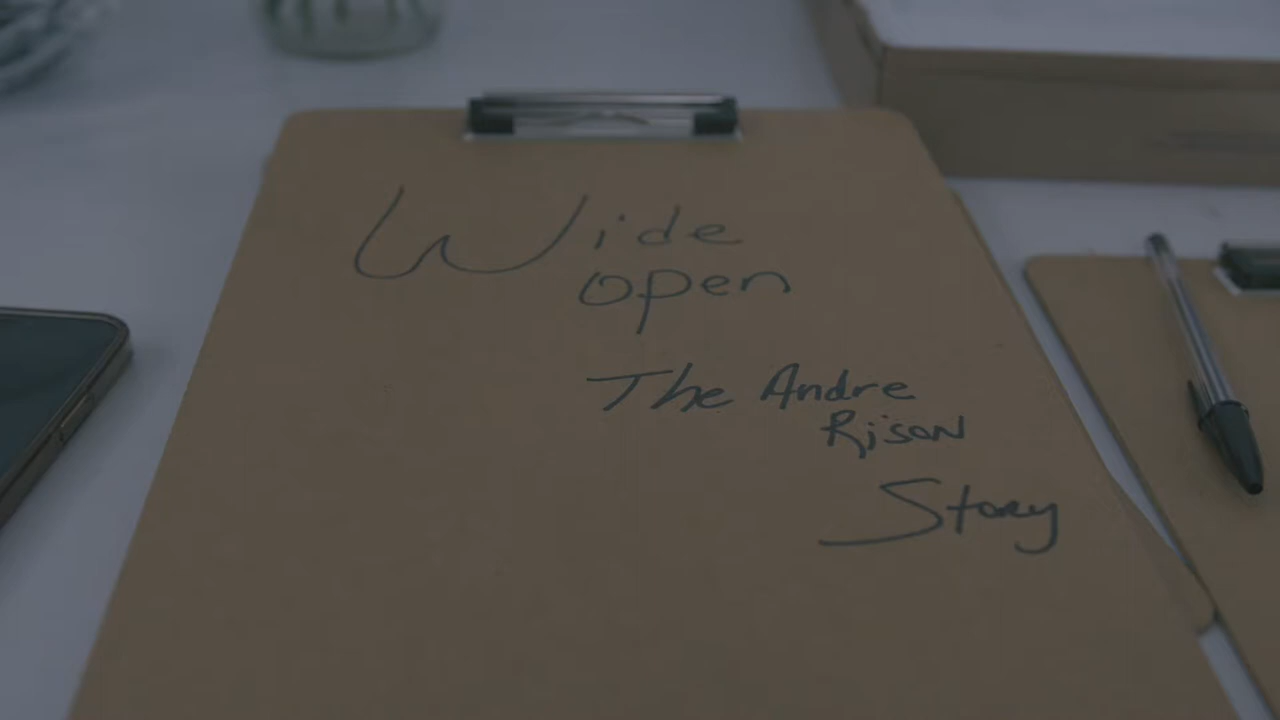 Wide
open
The Andre
Rison
Story